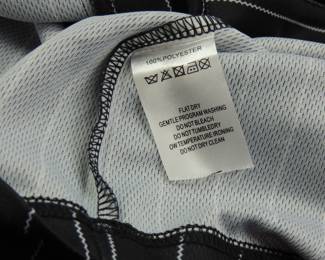 100% POLYESTER
FLAT DRY
GENTLE PROGRAM WASHING
DO NOT BLEACH
DO NOT TUMBLEDRY
OW TEMPERATURE IRONING
DO NOT DRY CLEAN